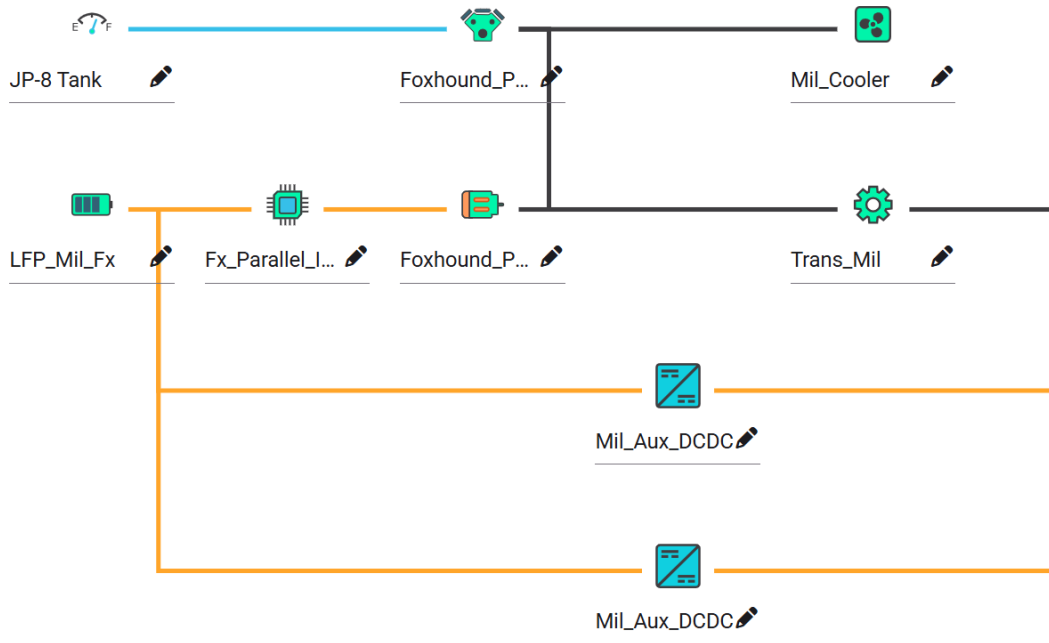 E F
JP-8 Tank
Foxhound_P...
Mil_Cooler
LFP_Mil_Fx
Fx_Parallel_I...
Foxhound_P...
Trans_Mil
Mil_Aux_DCDC
Mil_Aux_DCDC